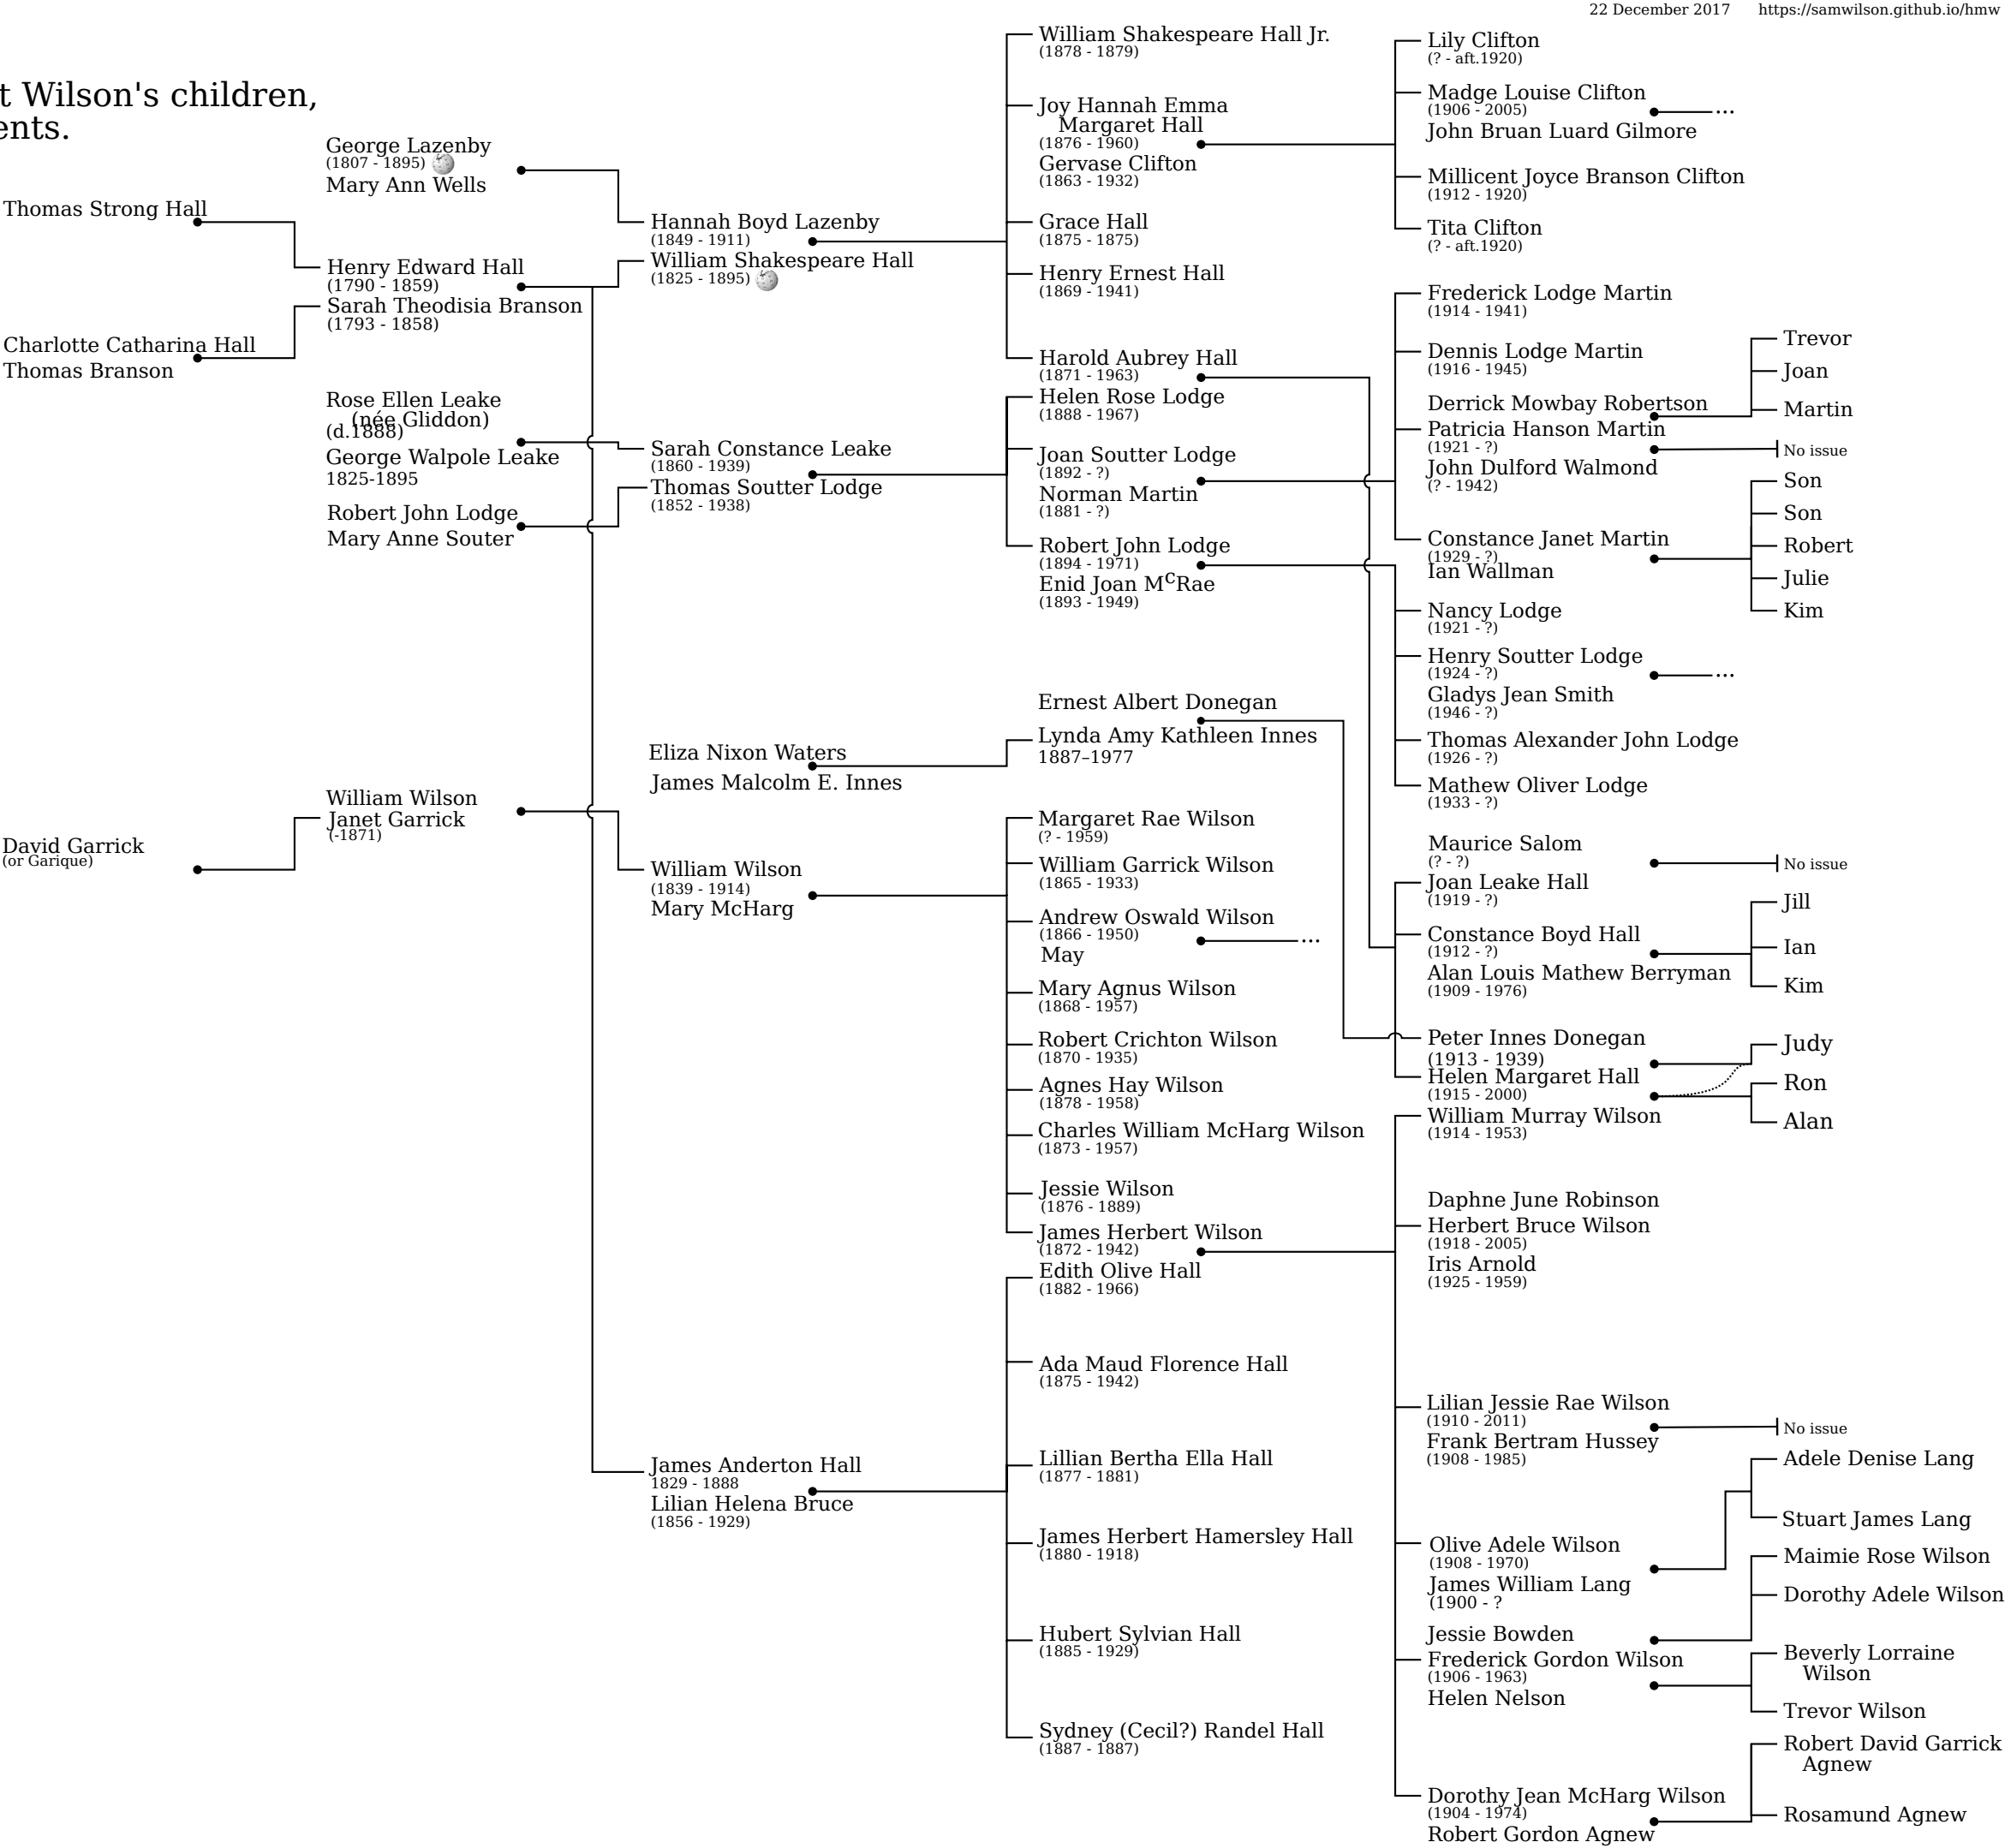 22 December 2017 https://samwilson.github.io/hmw
t Wilson's children,
ents.
Thomas Strong Hall
Charlotte Catharina Hall
Thomas Branson
David Garrick
(or Garique)
George Lazenby
(1807 - 1895)
Mary Ann Wells
Henry Edward Hall
(1790 - 1859)
Sarah Theodisia Branson
(1793 - 1858)
Rose Ellen Leake
(née Gliddon)
(d.1888)
George Walpole Leake
1825-1895
Robert John Lodge
Mary Anne Souter
William Wilson
Janet Garrick
(-1871)
Hannah Boyd Lazenby
(1849 - 1911)
William Shakespeare Hall
(1825 - 1895)
Sarah Constance Leake
(1860 - 1939)
Thomas Soutter Lodge
(1852 - 1938)
Eliza Nixon Waters
James Malcolm E. Innes
William Wilson
(1839 - 1914)
Mary McHarg
James Anderton Hall
1829 - 1888
Lilian Helena Bruce
(1856 - 1929)
William Shakespeare Hall Jr.
(1878 - 1879)
Joy Hannah Emma
Margaret Hall
(1876 - 1960)
Gervase Clifton
(1863 - 1932)
Grace Hall
(1875 - 1875)
Henry Ernest Hall
(1869 - 1941)
Harold Aubrey Hall
(1871 - 1963)
Helen Rose Lodge
(1888 - 1967)
Joan Soutter Lodge
(1892 - ?)
Norman Martin
(1881 - ?)
Robert John Lodge
(1894 - 1971)
Enid Joan McRae
(1893 - 1949)
Ernest Albert Donegan
Lynda Amy Kathleen Innes
1887–1977
Margaret Rae Wilson
(? - 1959)
William Garrick Wilson
(1865 - 1933)
Andrew Oswald Wilson
(1866 - 1950)
...
May
Mary Agnus Wilson
(1868 - 1957)
Robert Crichton Wilson
(1870 - 1935)
Agnes Hay Wilson
(1878 - 1958)
Charles William McHarg Wilson
(1873 - 1957)
Jessie Wilson
(1876 - 1889)
James Herbert Wilson
(1872 - 1942)
Edith Olive Hall
(1882 - 1966)
Ada Maud Florence Hall
(1875 - 1942)
Lillian Bertha Ella Hall
(1877 - 1881)
James Herbert Hamersley Hall
(1880 - 1918)
Hubert Sylvian Hall
(1885 - 1929)
Sydney (Cecil?) Randel Hall
(1887 - 1887)
Lily Clifton
(? - aft.1920)
Madge Louise Clifton
(1906 - 2005)
...
John Bruan Luard Gilmore
Millicent Joyce Branson Clifton
(1912 - 1920)
Tita Clifton
(? - aft.1920)
Frederick Lodge Martin
(1914 - 1941)
Dennis Lodge Martin
(1916 - 1945)
Derrick Mowbay Robertson
Patricia Hanson Martin
(1921 - ?)
John Dulford Walmond
(? - 1942)
Constance Janet Martin
(1929 - ?)
Ian Wallman
Nancy Lodge
(1921 - ?)
Henry Soutter Lodge
(1924 - ?)
...
Gladys Jean Smith
(1946 - ?)
Thomas Alexander John Lodge
(1926 - ?)
Mathew Oliver Lodge
(1933 - ?)
Maurice Salom
(? - ?)
Joan Leake Hall
(1919 - ?)
Constance Boyd Hall
(1912 - ?)
Alan Louis Mathew Berryman
(1909 - 1976)
Peter Innes Donegan
(1913 - 1939)
Helen Margaret Hall
(1915 - 2000)
William Murray Wilson
(1914 - 1953)
Daphne June Robinson
Herbert Bruce Wilson
(1918 - 2005)
Iris Arnold
(1925 - 1959)
Lilian Jessie Rae Wilson
(1910 - 2011)
Frank Bertram Hussey
(1908 - 1985)
Olive Adele Wilson
(1908 - 1970)
James William Lang
(1900 - ?
Jessie Bowden
Frederick Gordon Wilson
(1906 - 1963)
Helen Nelson
Dorothy Jean McHarg Wilson
(1904 - 1974)
Robert Gordon Agnew
Trevor
Joan
Martin
No issue
Son
Son
Robert
Julie
Kim
No issue
Jill
Ian
Kim
Judy
Ron
Alan
No issue
Adele Denise Lang
Stuart James Lang
Maimie Rose Wilson
Dorothy Adele Wilson
Beverly Lorraine
Wilson
Trevor Wilson
Robert David Garrick
Agnew
Rosamund Agnew